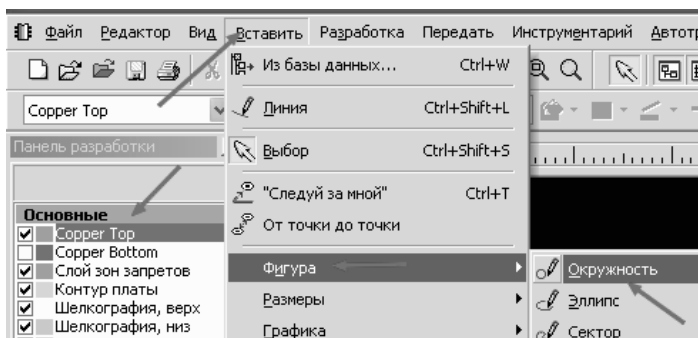 Файл Редактор Вид Вставить Разработка Передать Инструментарий Автотр
Copper Top
Панель разработки
Основные
Copper Top
Copper Bottom
Слой зон запретов
Контур платы
Шелкография, верх
Шелкография, низ
Из базы данных... Ctrl+W
Линия Ctrl+Shift+L
Выбор Ctrl+Shift+S
"Следуй за мной" Ctrl+T
От точки до точки
Фигура
Размеры
Графика
Окружность
Эллипс
Сектор